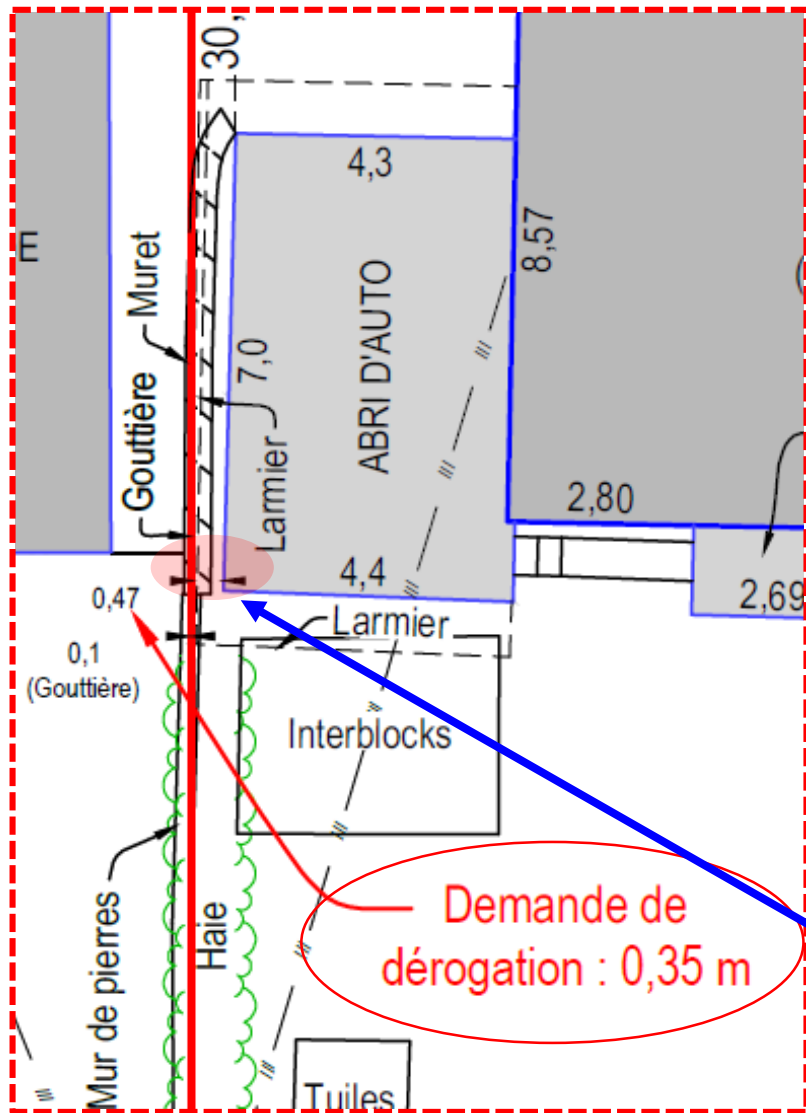 30,
4,3
E
8,57
(
Muret
7,0
ABRI D'AUTO
Gouttière
Larmier
2,80
4,4
0,47
2,69
Larmier
0,1
(Gouttière)
Interblocks
Demande de
dérogation : 0,35 m
Haie
Mur de pierres
Tuiles